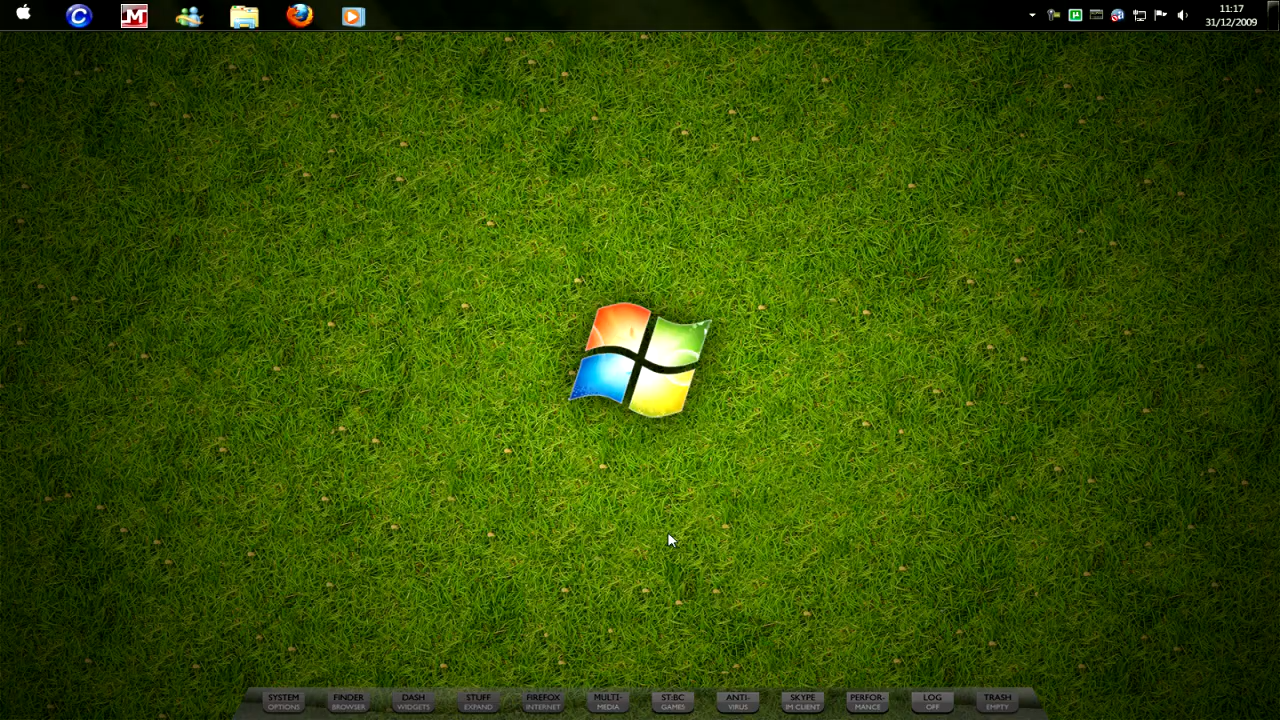 11:17
31/12/2009
C
M
µ
SYSTEM
OPTIONS
FINDER
BROWSER
DASH
WIDGETS
STUFF
EXPAND
FIREFOX
INTERNET
MULTI-
MEDIA
ST:BC
GAMES
ANTI-
VIRUS
SKYPE
IM CLIENT
PERFOR-
MANCE
LOG
OFF
TRASH
EMPTY